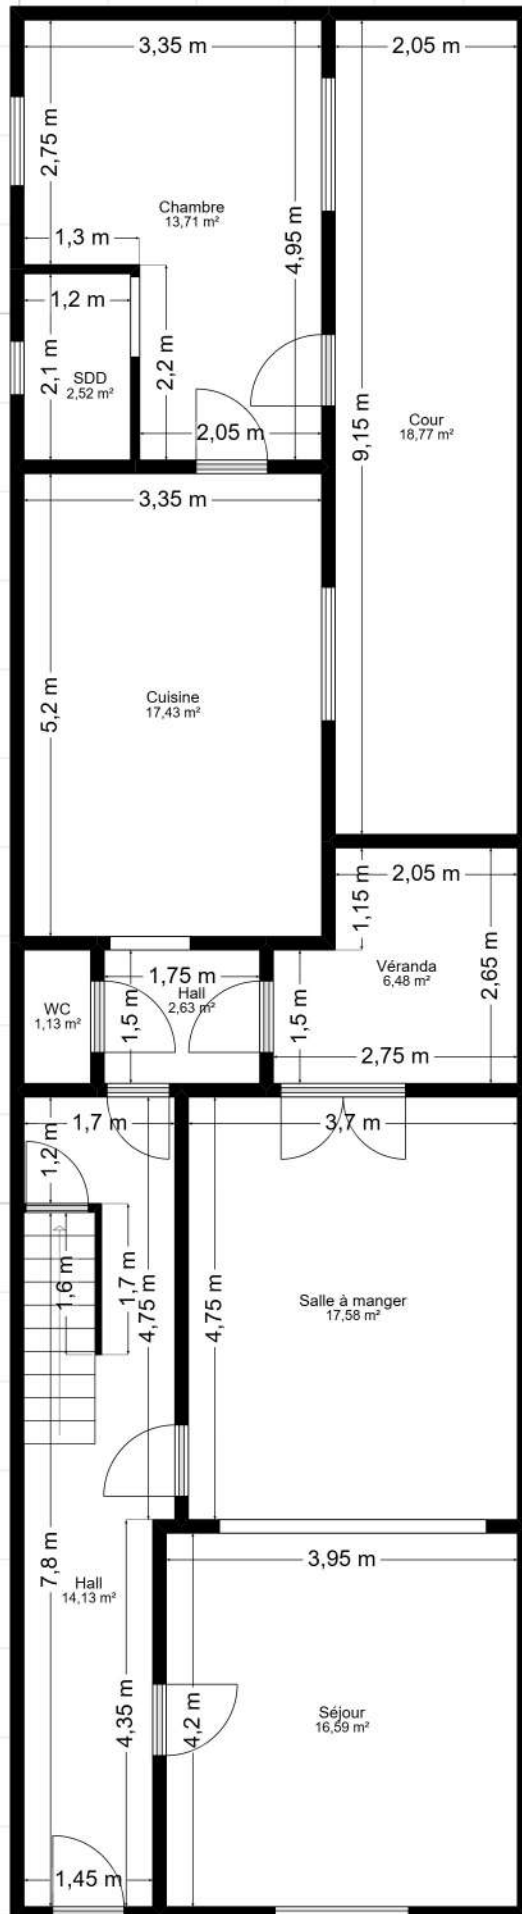 3,35 m
2,05 m
2,75 m
Chambre
13,71 m²
4,95 m
1,3 m
1,2 m
2,1 m
SDD
2,52 m²
2,2 m
2,05 m
9,15 m
Cour
18,77 m²
3,35 m
5,2 m
Cuisine
17,43 m²
1,15 m
2,05 m
Véranda
6,48 m²
2,65 m
1,75 m
Hall
2,63 m²
WC
1,13 m²
1,5 m
1,5 m
2,75 m
1,2 m
1,7 m
3,7 m
1,6 m
1,7 m
4,75 m
4,75 m
Salle à manger
17,58 m²
7,8 m
Hall
14,13 m²
3,95 m
4,35 m
4,2 m
Séjour
16,59 m²
1,45 m